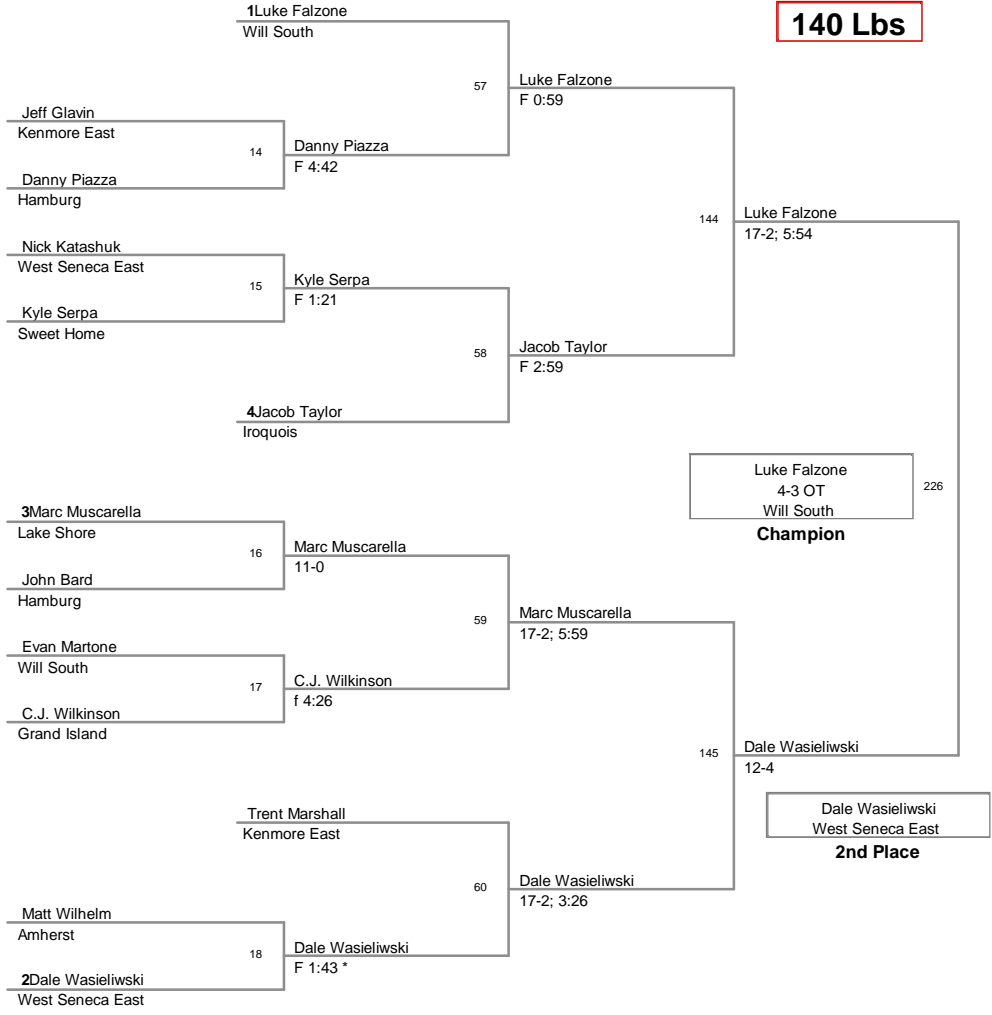 140 Lbs
1Luke Falzone
Will South
57
Luke Falzone
F 0:59
Jeff Glavin
Kenmore East
14
Danny Piazza
F 4:42
Danny Piazza
Hamburg
144
Luke Falzone
17-2; 5:54
Nick Katashuk
West Seneca East
15
Kyle Serpa
F 1:21
Kyle Serpa
Sweet Home
58
Jacob Taylor
F 2:59
4Jacob Taylor
Iroquois
Luke Falzone
4-3 OT
Will South
226
Champion
3Marc Muscarella
Lake Shore
16
Marc Muscarella
11-0
John Bard
Hamburg
59
Marc Muscarella
17-2; 5:59
Evan Martone
Will South
17
C.J. Wilkinson
f 4:26
C.J. Wilkinson
Grand Island
145
Dale Wasieliwski
12-4
Dale Wasieliwski
West Seneca East
2nd Place
Trent Marshall
Kenmore East
60
Dale Wasieliwski
17-2; 3:26
Matt Wilhelm
Amherst
18
Dale Wasieliwski
F 1:43 *
2Dale Wasieliwski
West Seneca East